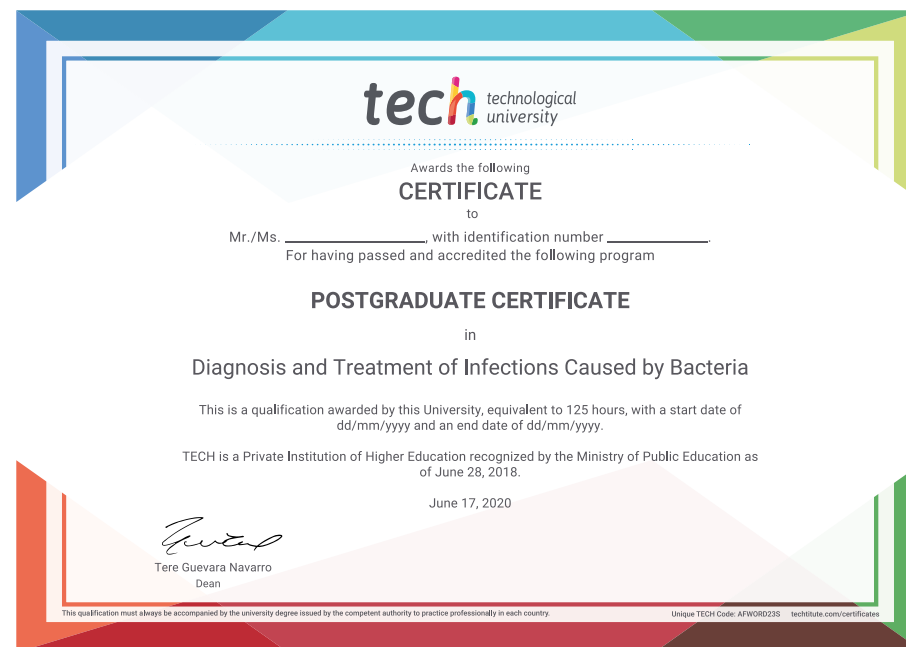 tech technological
university
Awards the following
CERTIFICATE
to
Mr./Ms. ____________________, with identification number ______________.
For having passed and accredited the following program
POSTGRADUATE CERTIFICATE
in
Diagnosis and Treatment of Infections Caused by Bacteria
This is a qualification awarded by this University, equivalent to 125 hours, with a start date of
dd/mm/yyyy and an end date of dd/mm/yyyy.
TECH is a Private Institution of Higher Education recognized by the Ministry of Public Education as
of June 28, 2018.
June 17, 2020
Tere Guevara Navarro
Dean
This qualification must always be accompanied by the university degree issued by the competent authority to practice professionally in each country. Unique TECH Code: AFWORD23S techtitute.com/certificates